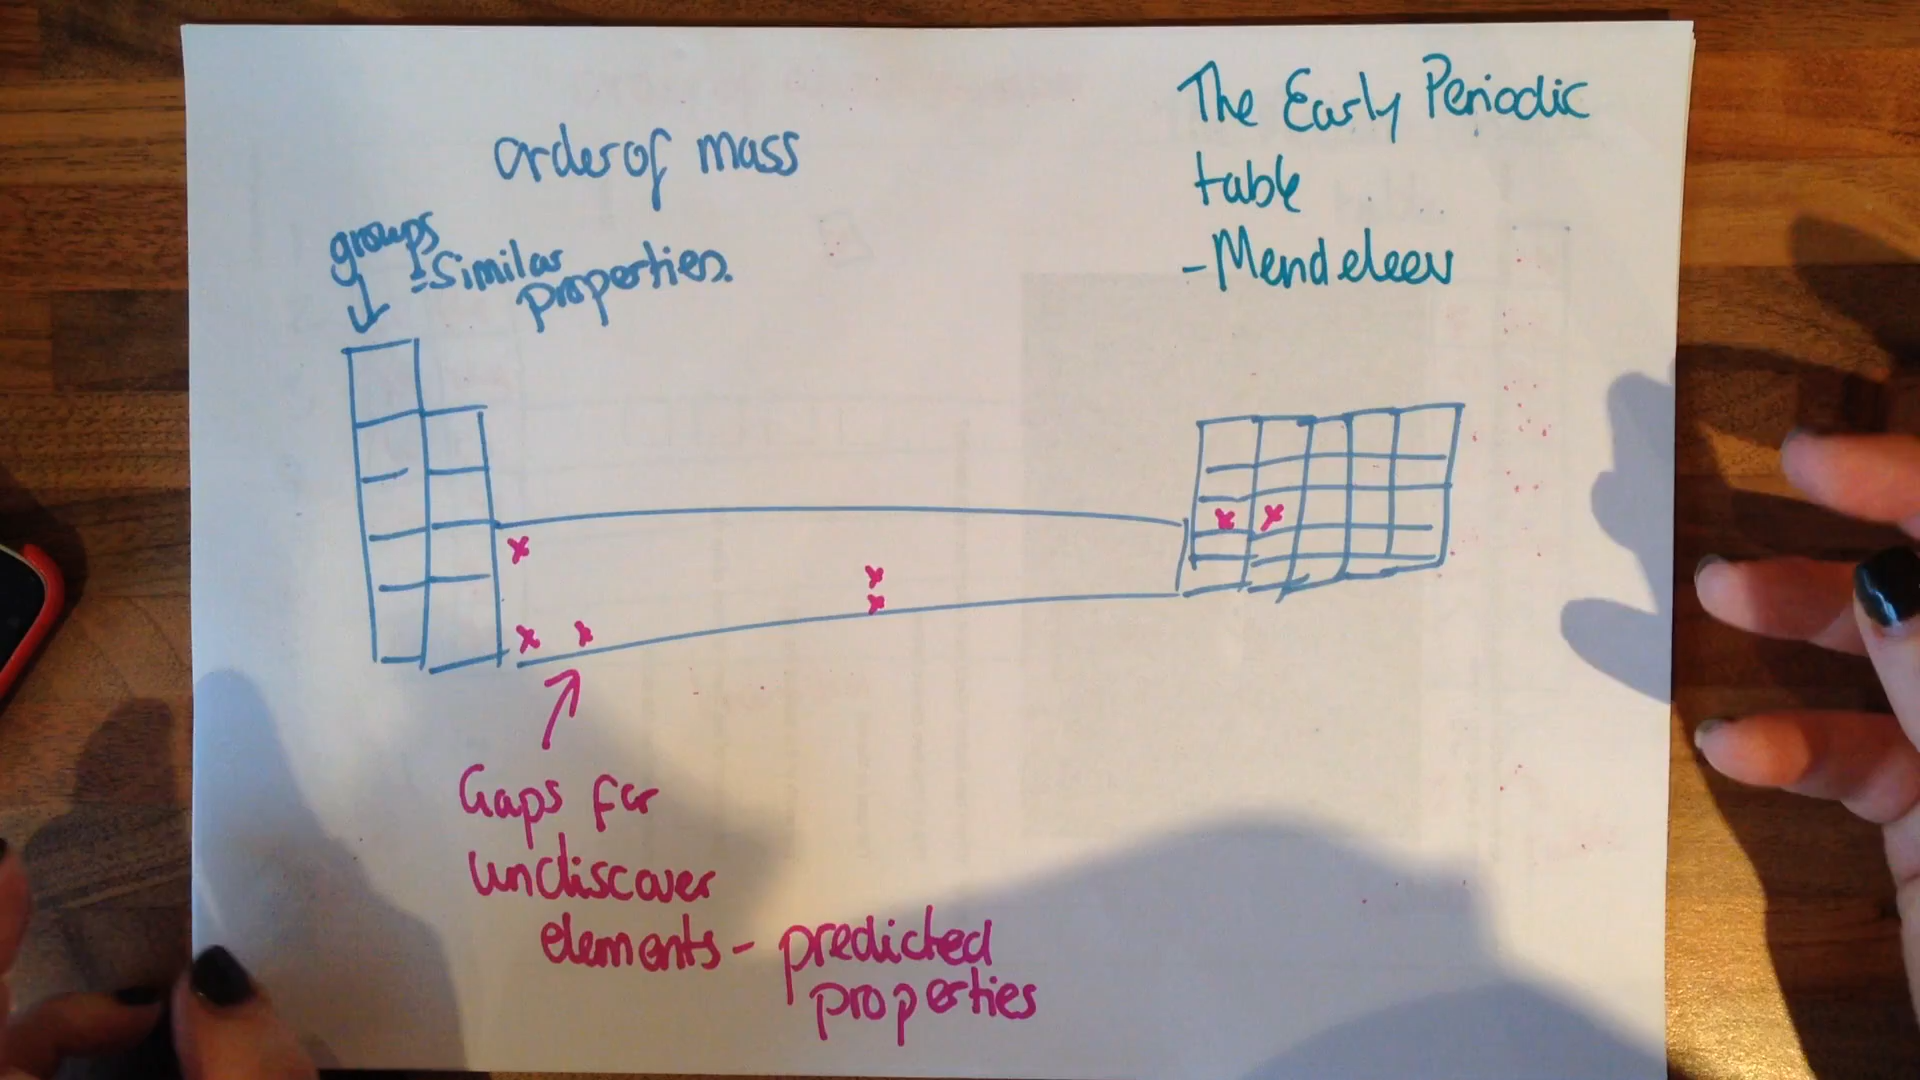 The Early Periodic
table
-Mendeleev
order of mass
groups
-Similar
properties.
Gaps for
undiscover
elements - predicted
properties